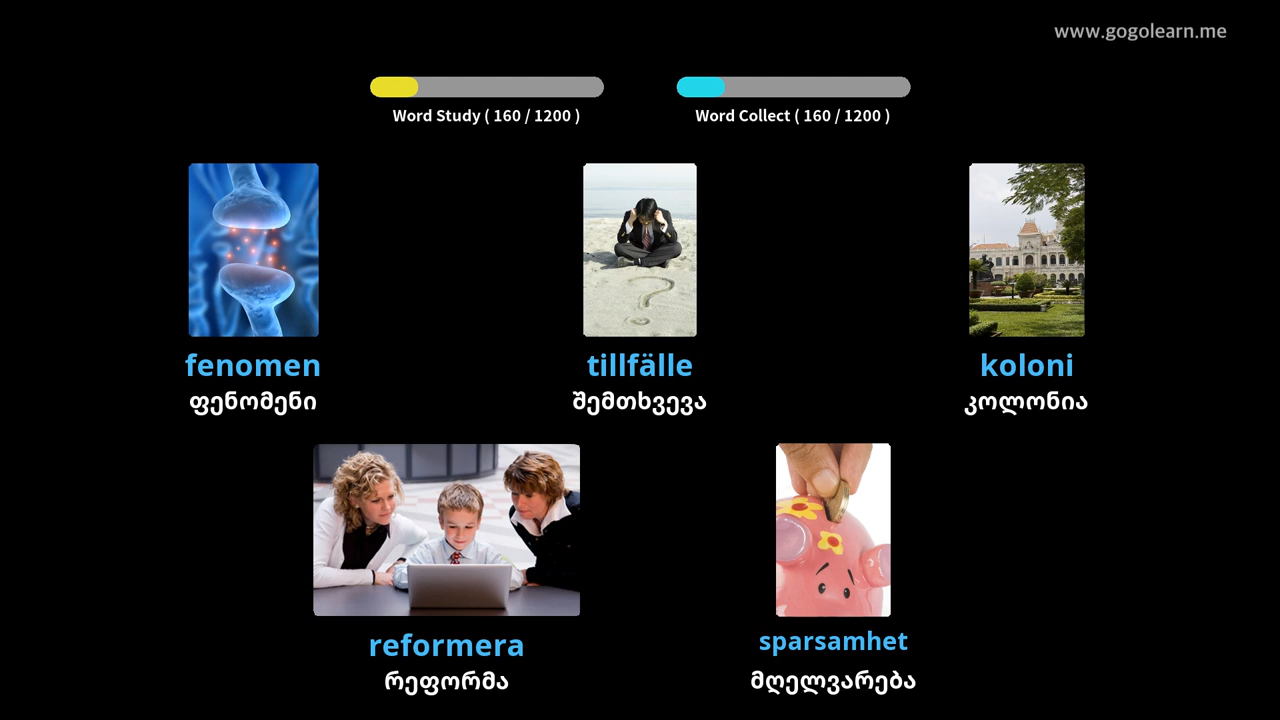 www.gogolearn.me
Word Study ( 160 / 1200 )
Word Collect ( 160 / 1200 )
fenomen
ფენომენი
tillfälle
შემთხვევა
koloni
კოლონია
reformera
რეფორმა
sparsamhet
მღელვარება